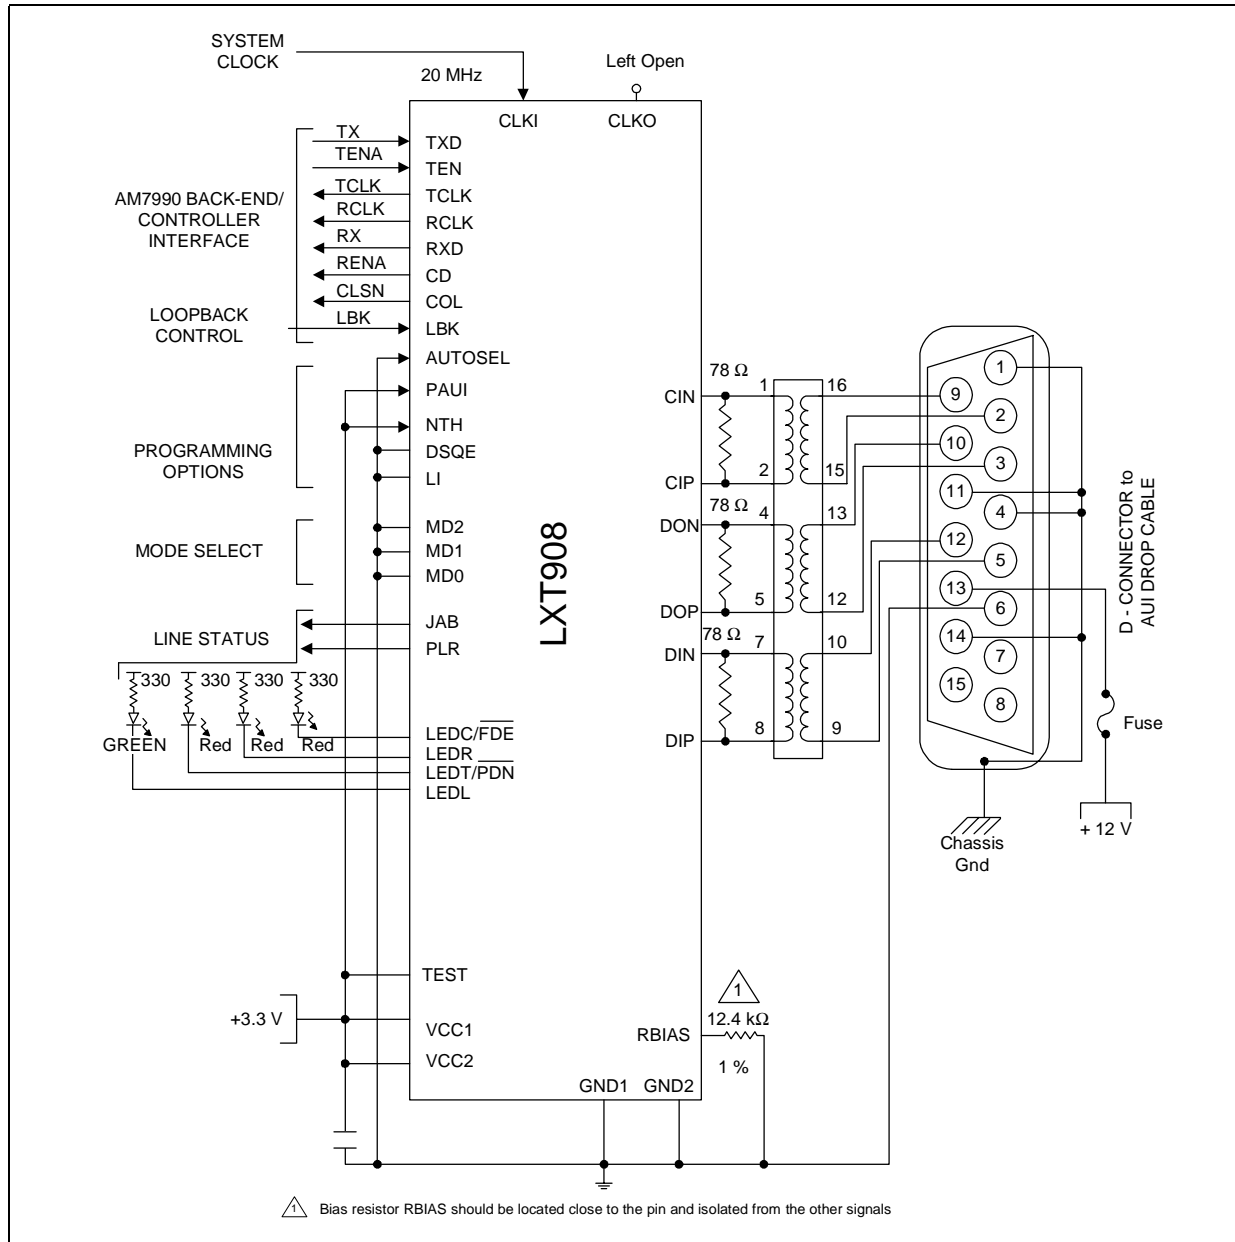 SYSTEM
CLOCK
20 MHz
Left Open
CLKI
CLKO
AM7990 BACK-END/
CONTROLLER
INTERFACE
LOOPBACK
CONTROL
TX
TENA
TCLK
RCLK
RX
RENA
CLSN
LBK
TXD
TEN
TCLK
RCLK
RXD
CD
COL
LBK
AUTOSEL
PAUI
NTH
DSQE
LI
PROGRAMMING
OPTIONS
MD2
MD1
MD0
MODE SELECT
JAB
PLR
LINE STATUS
330
330
330
330
GREEN
Red
Red
Red
LEDC/FDE
LEDR
LEDT/PDN
LEDL
LXT908
TEST
+3.3 V
VCC1
VCC2
GND1
GND2
RBIAS
1
12.4 kΩ
1 %
CIN
CIP
DON
DOP
DIN
DIP
78 Ω
78 Ω
78 Ω
1
16
2
15
4
13
5
12
7
10
8
9
1
9
2
10
3
11
4
12
5
13
6
14
7
15
8
D - CONNECTOR to
AUI DROP CABLE
Fuse
+ 12 V
Chassis
Gnd
1 Bias resistor RBIAS should be located close to the pin and isolated from the other signals